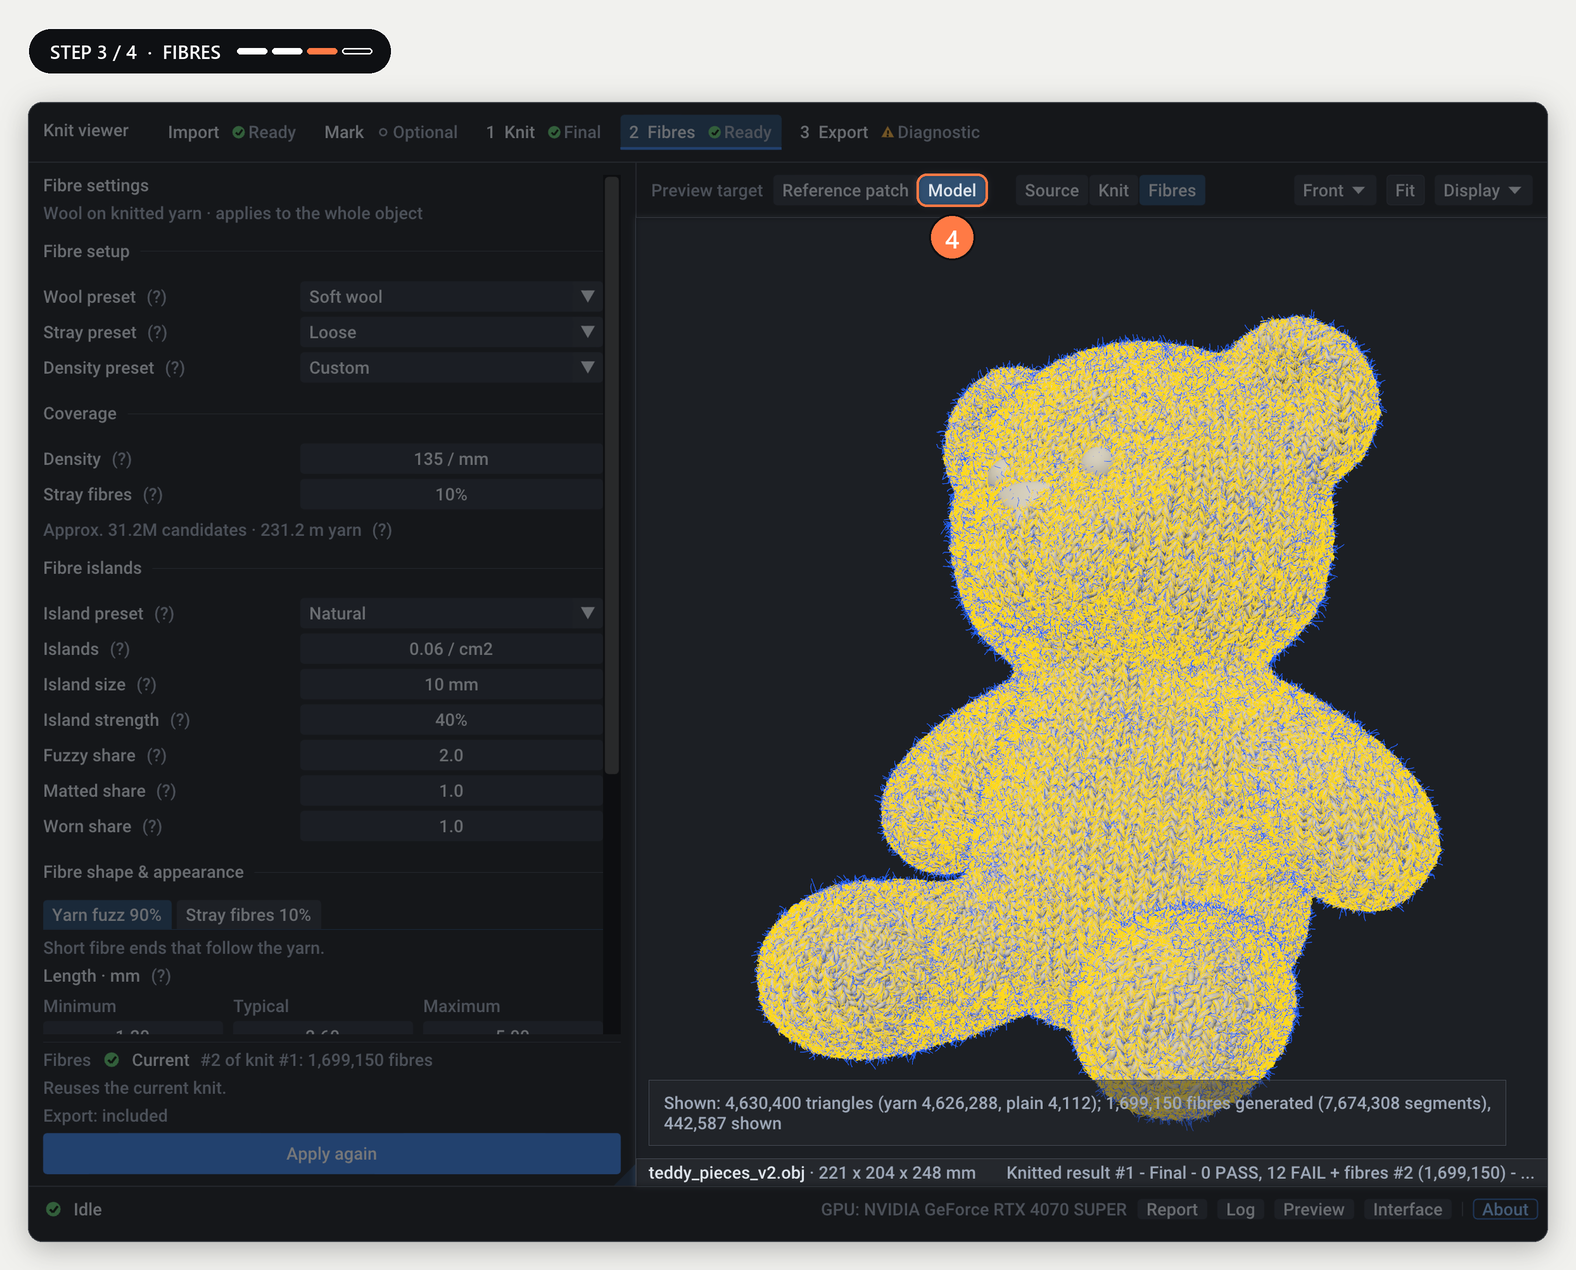 STEP 3 / 4 · FIBRES
Knit viewer
Import Ready
Mark Optional
1 Knit Final
2 Fibres Ready
3 Export Diagnostic
Fibre settings
Wool on knitted yarn · applies to the whole object
Fibre setup
Wool preset (?) Soft wool
Stray preset (?) Loose
Density preset (?) Custom
Coverage
Density (?) 135 / mm
Stray fibres (?) 10%
Approx. 31.2M candidates · 231.2 m yarn (?)
Fibre islands
Island preset (?) Natural
Islands (?) 0.06 / cm2
Island size (?) 10 mm
Island strength (?) 40%
Fuzzy share (?) 2.0
Matted share (?) 1.0
Worn share (?) 1.0
Fibre shape & appearance
Yarn fuzz 90% Stray fibres 10%
Short fibre ends that follow the yarn.
Length · mm (?)
Minimum Typical Maximum
Fibres Current #2 of knit #1: 1,699,150 fibres
Reuses the current knit.
Export: included
Apply again
Preview target Reference patch Model Source Knit Fibres Front Fit Display
4
Shown: 4,630,400 triangles (yarn 4,626,288, plain 4,112); 1,699,150 fibres generated (7,674,308 segments),
442,587 shown
teddy_pieces_v2.obj · 221 x 204 x 248 mm Knitted result #1 - Final - 0 PASS, 12 FAIL + fibres #2 (1,699,150) - ...
Idle
GPU: NVIDIA GeForce RTX 4070 SUPER Report Log Preview Interface About